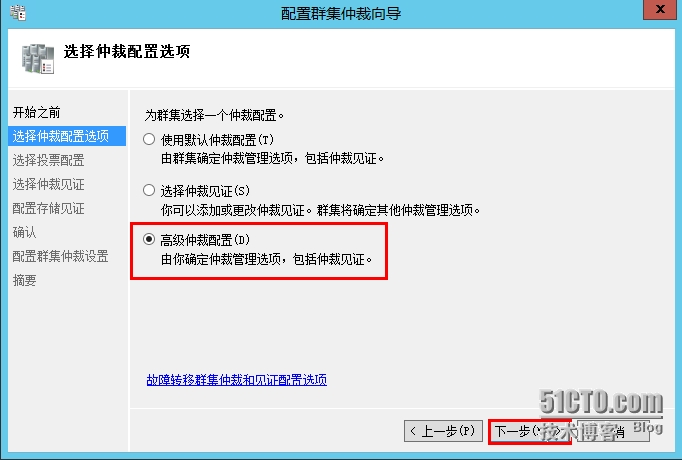 配置群集仲裁向导
x
选择仲裁配置选项
开始之前
选择仲裁配置选项
选择投票配置
选择仲裁见证
配置存储见证
确认
配置群集仲裁设置
摘要
为群集选择一个仲裁配置。
使用默认仲裁配置(T)
由群集确定仲裁管理选项，包括仲裁见证。
选择仲裁见证(S)
你可以添加或更改仲裁见证。群集将确定其他仲裁管理选项。
高级仲裁配置(D)
由你确定仲裁管理选项，包括仲裁见证。
故障转移群集仲裁和见证配置选项
< 上一步(P)
下一步
消
51CTO.com
技术博客 Blog